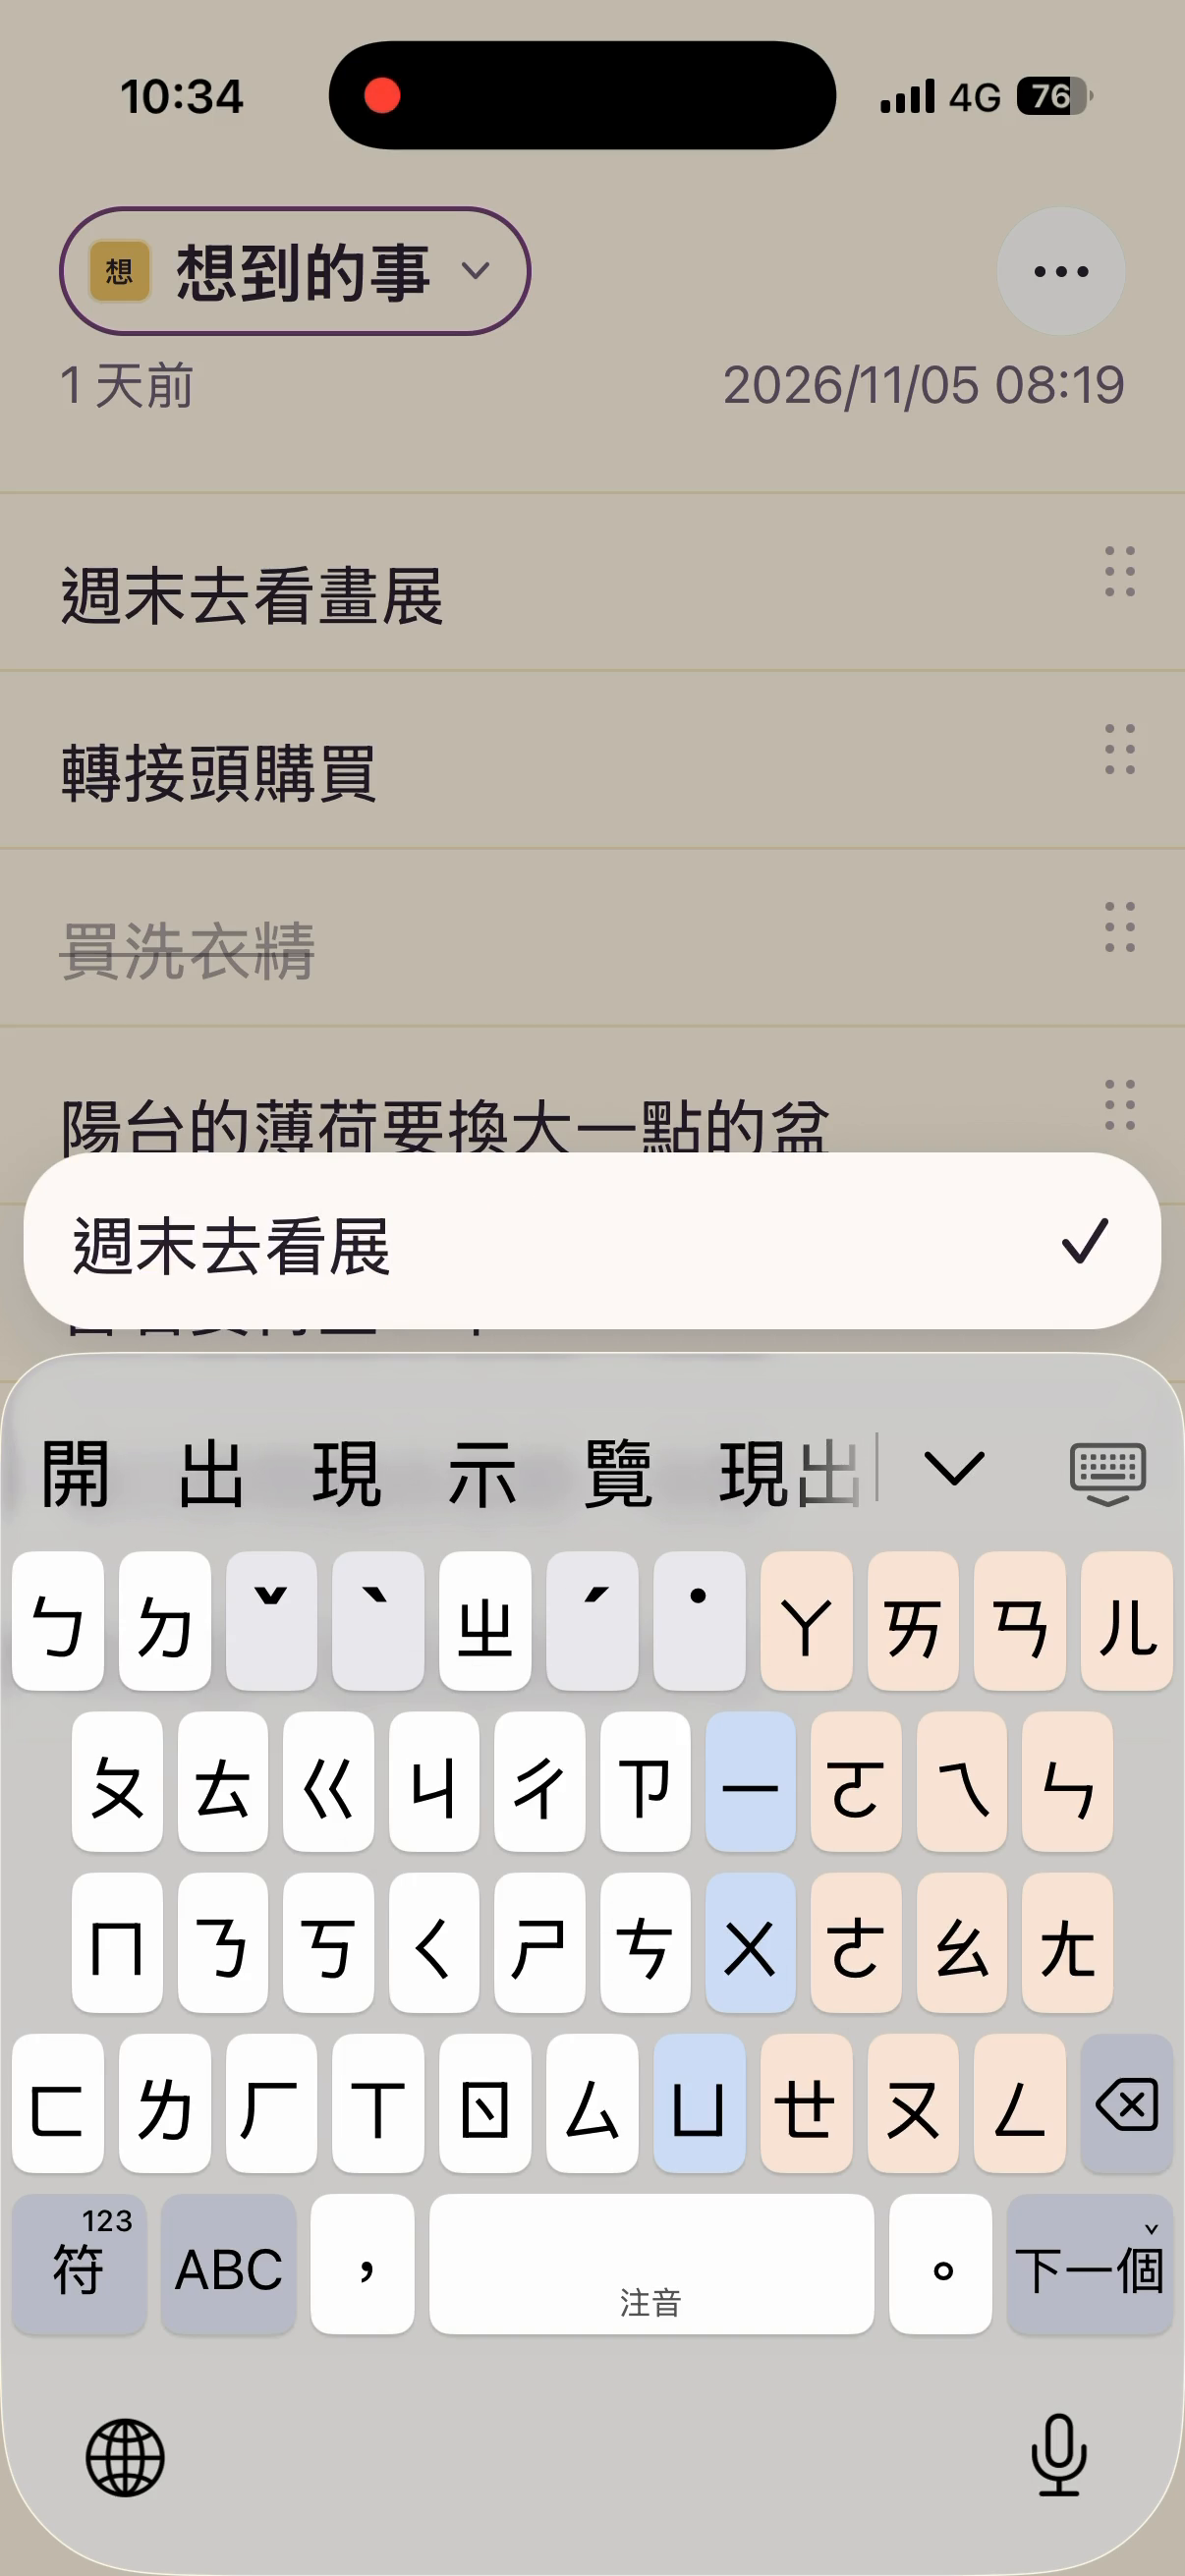 10:34
4G 76
想 想到的事
1 天前 2026/11/05 08:19
週末去看畫展
轉接頭購買
買洗衣精
陽台的薄荷要換大一點的盆
週末去看展
開 出 現 示 覽 現出
ㄅ ㄉ ˇ ˋ ㄓ ˊ ˙ ㄚ ㄞ ㄢ ㄦ
ㄆ ㄊ ㄍ ㄐ ㄔ ㄗ ㄧ ㄛ ㄟ ㄣ
ㄇ ㄋ ㄎ ㄑ ㄕ ㄘ ㄨ ㄜ ㄠ ㄤ
ㄈ ㄌ ㄏ ㄒ ㄖ ㄙ ㄩ ㄝ ㄡ ㄥ
123
符 ABC ， 注音 。 下一個